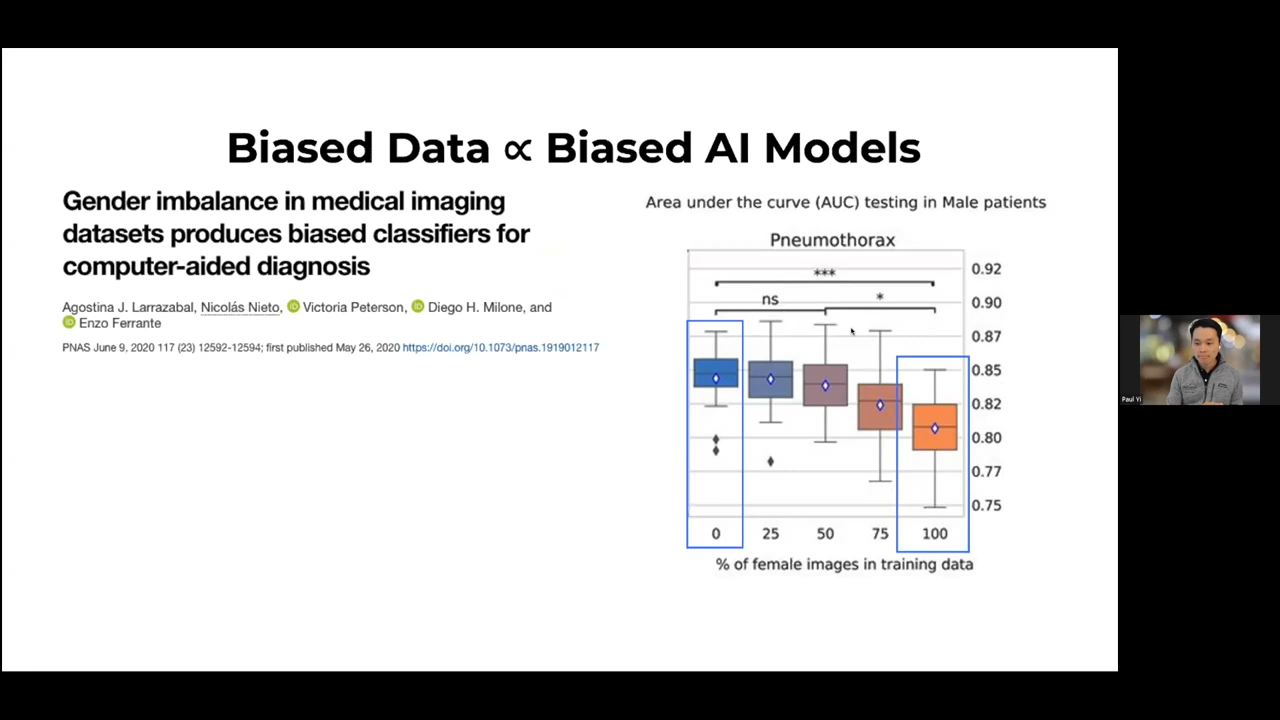 Biased Data ∝ Biased AI Models
Gender imbalance in medical imaging
datasets produces biased classifiers for
computer-aided diagnosis
Agostina J. Larrazabal, Nicolás Nieto, iD Victoria Peterson, iD Diego H. Milone, and
iD Enzo Ferrante
PNAS June 9, 2020 117 (23) 12592-12594; first published May 26, 2020 https://doi.org/10.1073/pnas.1919012117
Area under the curve (AUC) testing in Male patients
Pneumothorax
***
ns
*
0.92
0.90
0.87
0.85
0.82
0.80
0.77
0.75
0 25 50 75 100
% of female images in training data
Paul Yi